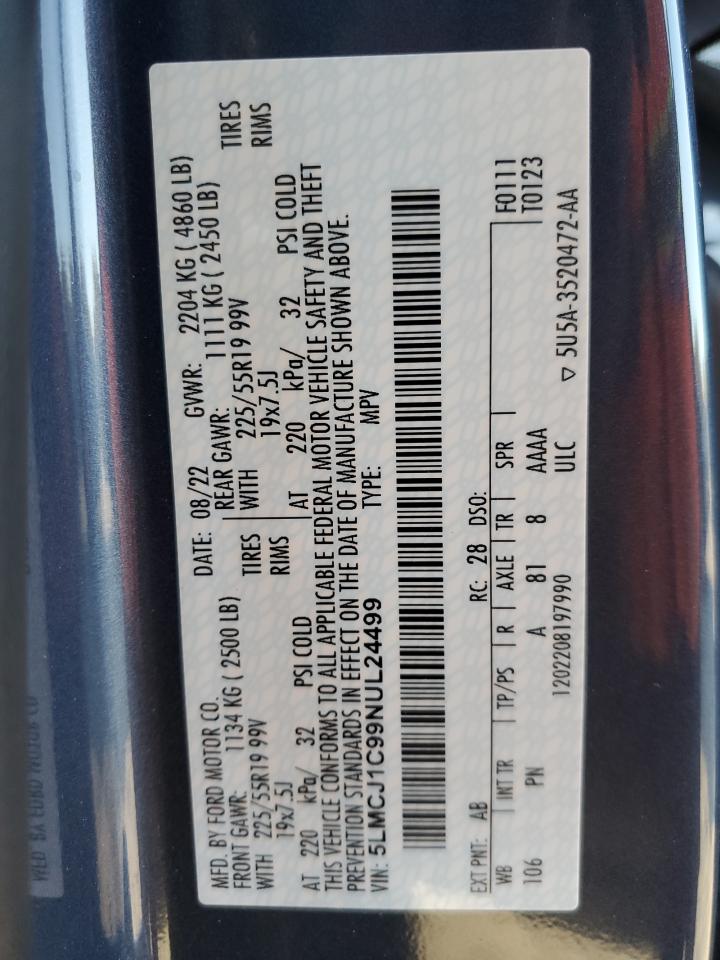 MFD. BY FORD MOTOR CO.
DATE: 08/22 GVWR: 2204 KG ( 4860 LB)
FRONT GAWR: 1134 KG ( 2500 LB)
REAR GAWR: 1111 KG ( 2450 LB)
WITH 225/55R19 99V TIRES
WITH 225/55R19 99V TIRES
19x7.5J RIMS
19x7.5J RIMS
AT 220 kPa/ 32 PSI COLD
AT 220 kPa/ 32 PSI COLD
THIS VEHICLE CONFORMS TO ALL APPLICABLE FEDERAL MOTOR VEHICLE SAFETY AND THEFT
PREVENTION STANDARDS IN EFFECT ON THE DATE OF MANUFACTURE SHOWN ABOVE.
VIN: 5LMCJ1C99NUL24499 TYPE: MPV
EXT PNT: AB RC: 28 DSO:
WB INT TR TP/PS R AXLE TR SPR F0111
106 PN A 81 8 AAAA T0123
1202208197990 ULC ▽ 5U5A-3520472-AA